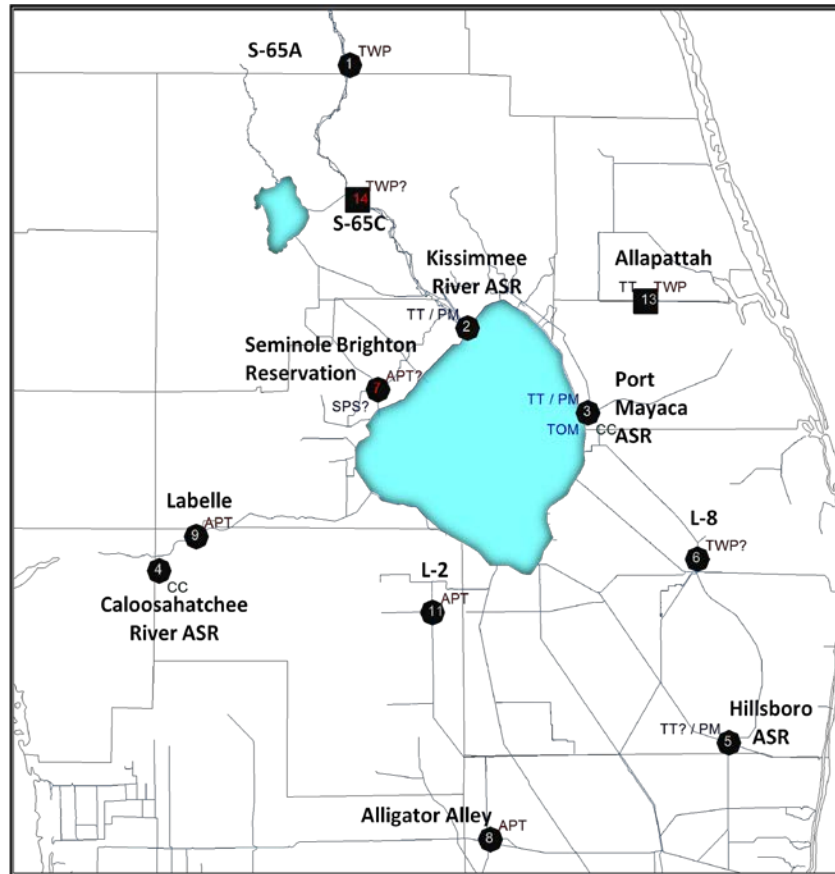 S-65A
TWP
1
TWP?
14
S-65C
Kissimmee
River ASR
TT / PM
2
Allapattah
TT TWP
13
Seminole Brighton
Reservation
APT?
7
SPS?
Port
Mayaca
ASR
TT / PM
3
TOM CC
Labelle
APT
9
4
CC
Caloosahatchee
River ASR
L-2
APT
11
L-8
TWP?
6
Hillsboro
ASR
TT? / PM
5
Alligator Alley
APT
8